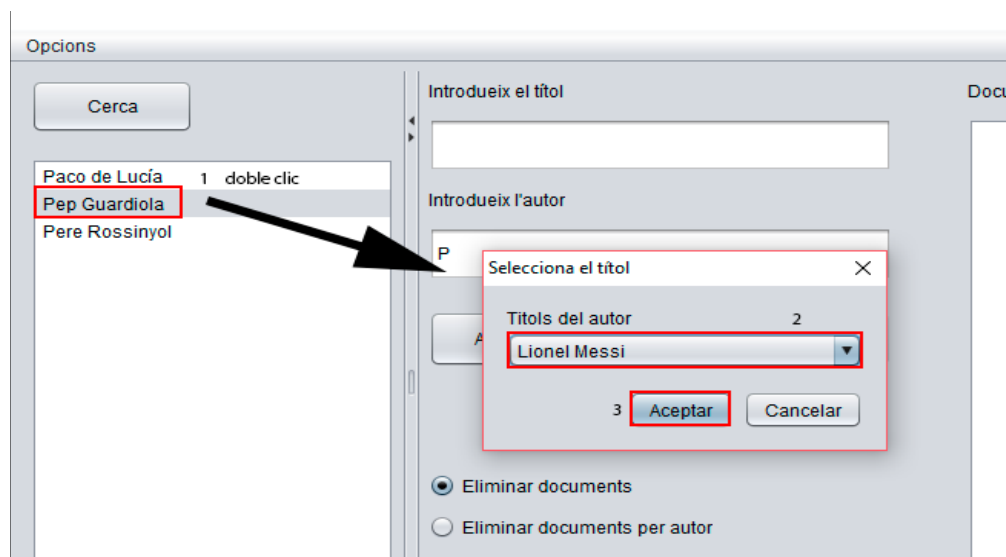 Opcions
Cerca
Paco de Lucía
1 doble clic
Pep Guardiola
Pere Rossinyol
Introdueix el títol
Introdueix l'autor
P
Selecciona el títol
Titols del autor
2
Lionel Messi
3
Aceptar
Cancelar
Eliminar documents
Eliminar documents per autor